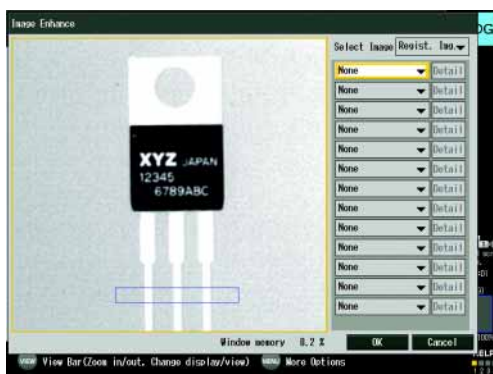 Image Enhance
Select Image Regist. Img.
None Detail
None Detail
None Detail
None Detail
None Detail
None Detail
None Detail
None Detail
None Detail
None Detail
None Detail
None Detail
None Detail
XYZ JAPAN
12345
6789ABC
Window memory 0.2 %
OK Cancel
VIEW View Bar(Zoom in/out, Change display/view) MENU More Options